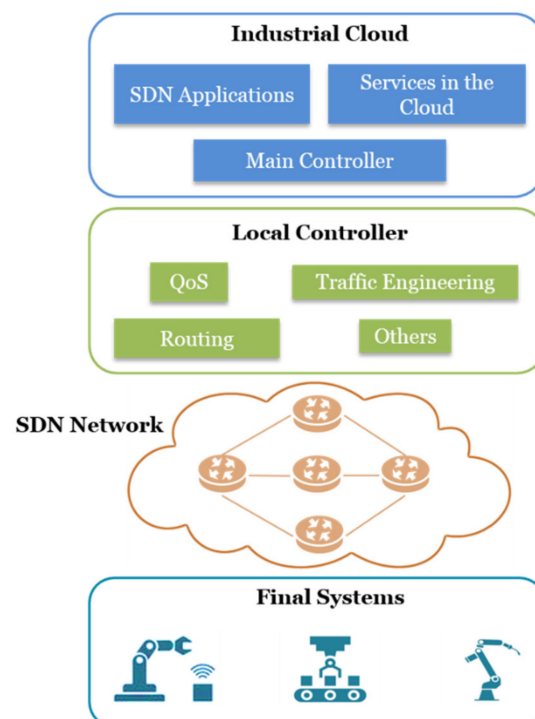 Industrial Cloud
SDN Applications
Services in the
Cloud
Main Controller
Local Controller
QoS
Traffic Engineering
Routing
Others
SDN Network
Final Systems